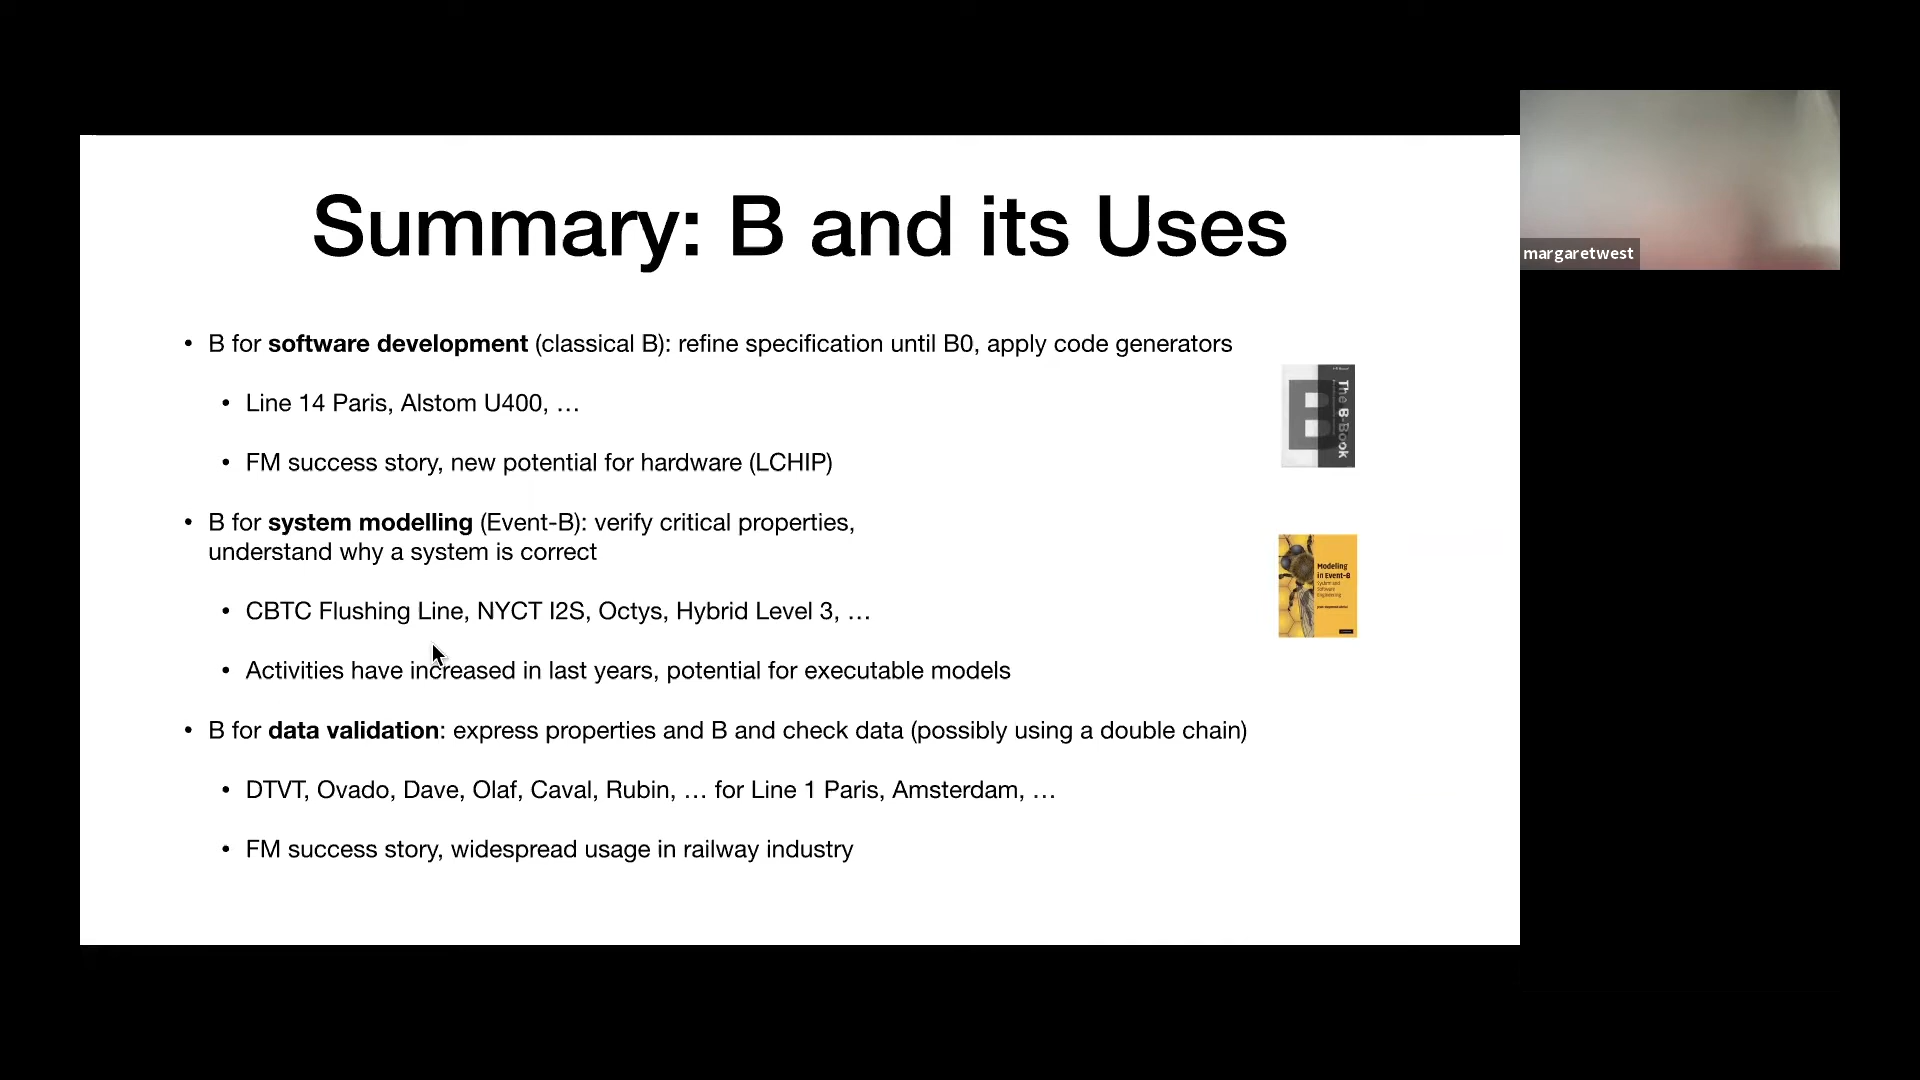 Summary: B and its Uses
margaretwest
• B for software development (classical B): refine specification until B0, apply code generators
• Line 14 Paris, Alstom U400, …
• FM success story, new potential for hardware (LCHIP)
The B-Book
B
• B for system modelling (Event-B): verify critical properties,
understand why a system is correct
Modeling
in Event-B
System and
Software
Engineering
• CBTC Flushing Line, NYCT I2S, Octys, Hybrid Level 3, …
• Activities have increased in last years, potential for executable models
• B for data validation: express properties and B and check data (possibly using a double chain)
• DTVT, Ovado, Dave, Olaf, Caval, Rubin, … for Line 1 Paris, Amsterdam, …
• FM success story, widespread usage in railway industry